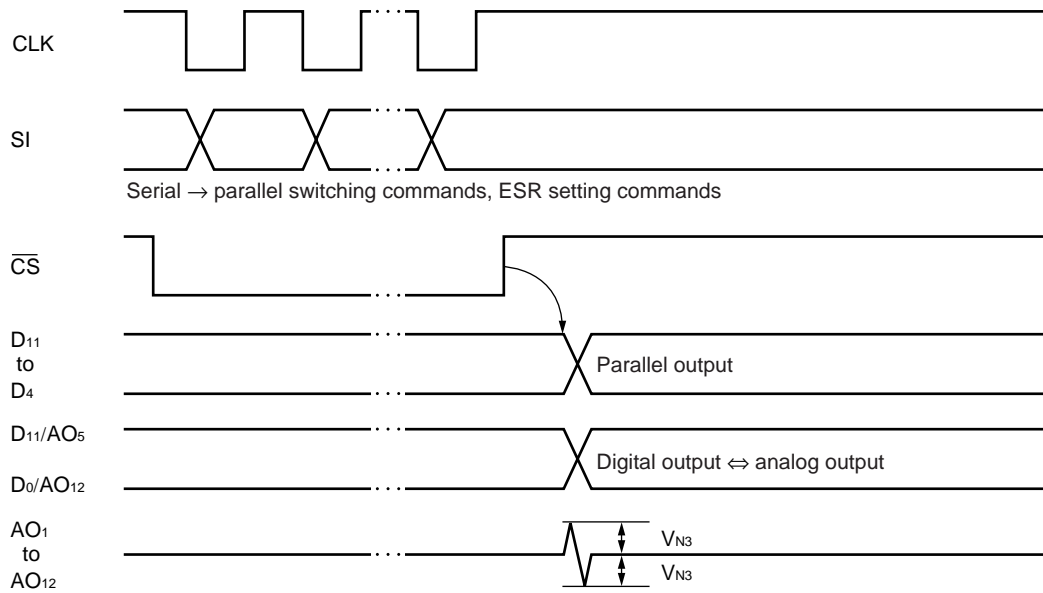 CLK
SI
Serial → parallel switching commands, ESR setting commands
CS
D11
to
D4
Parallel output
D11/AO5
D0/AO12
Digital output ⇔ analog output
AO1
to
AO12
VN3
VN3